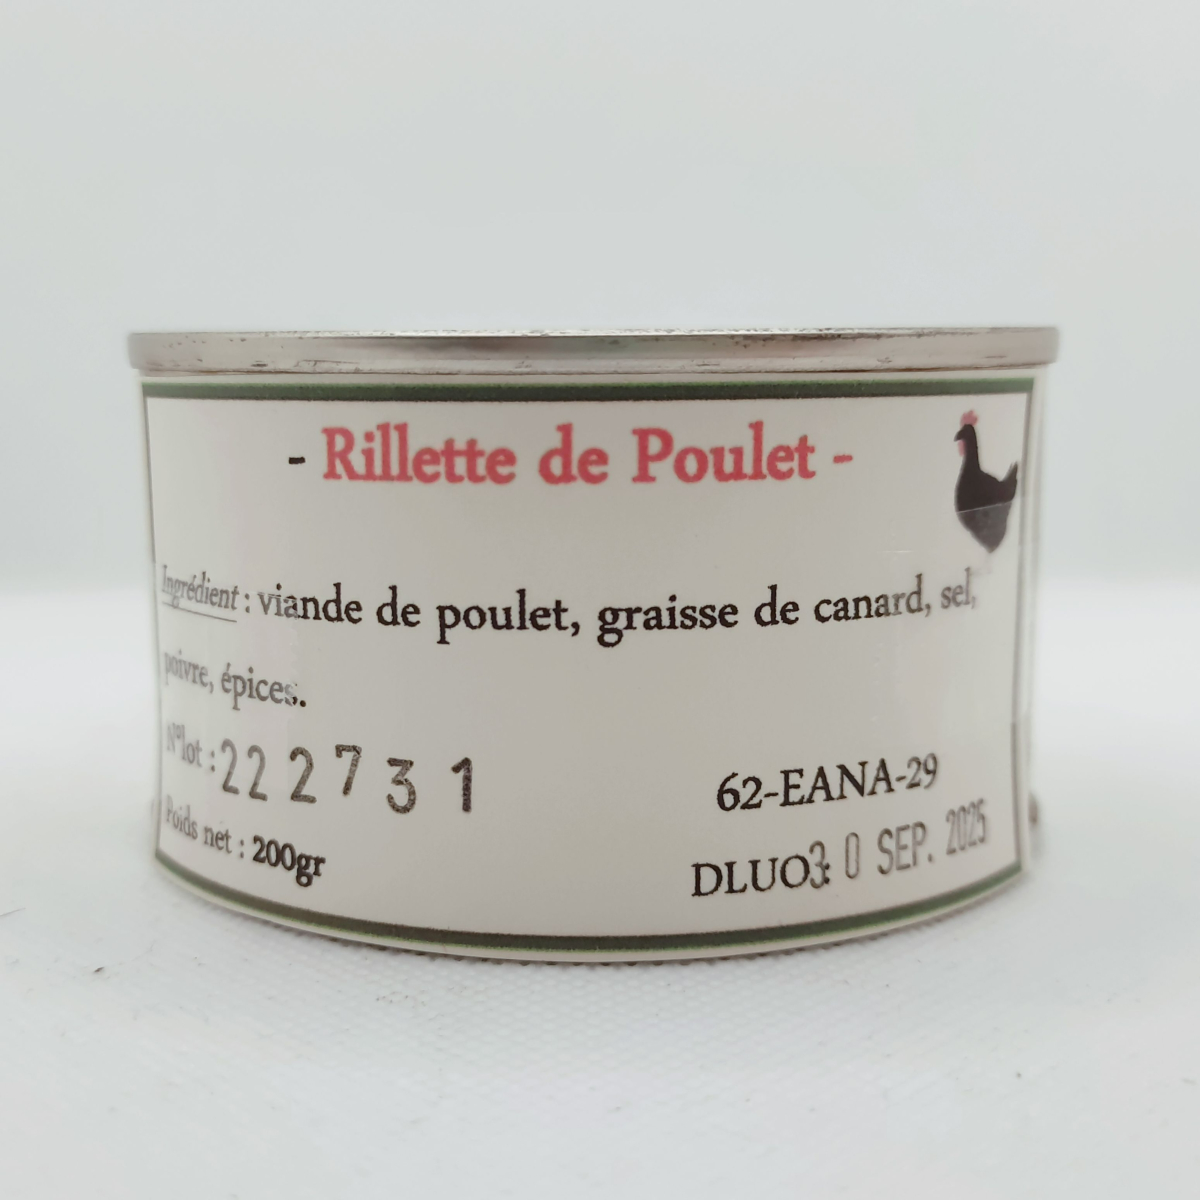 - Rillette de Poulet -
Ingrédient : viande de poulet, graisse de canard, sel,
poivre, épices.
N°lot : 222731
62-EANA-29
Poids net : 200gr
DLUO : 30 SEP. 2025